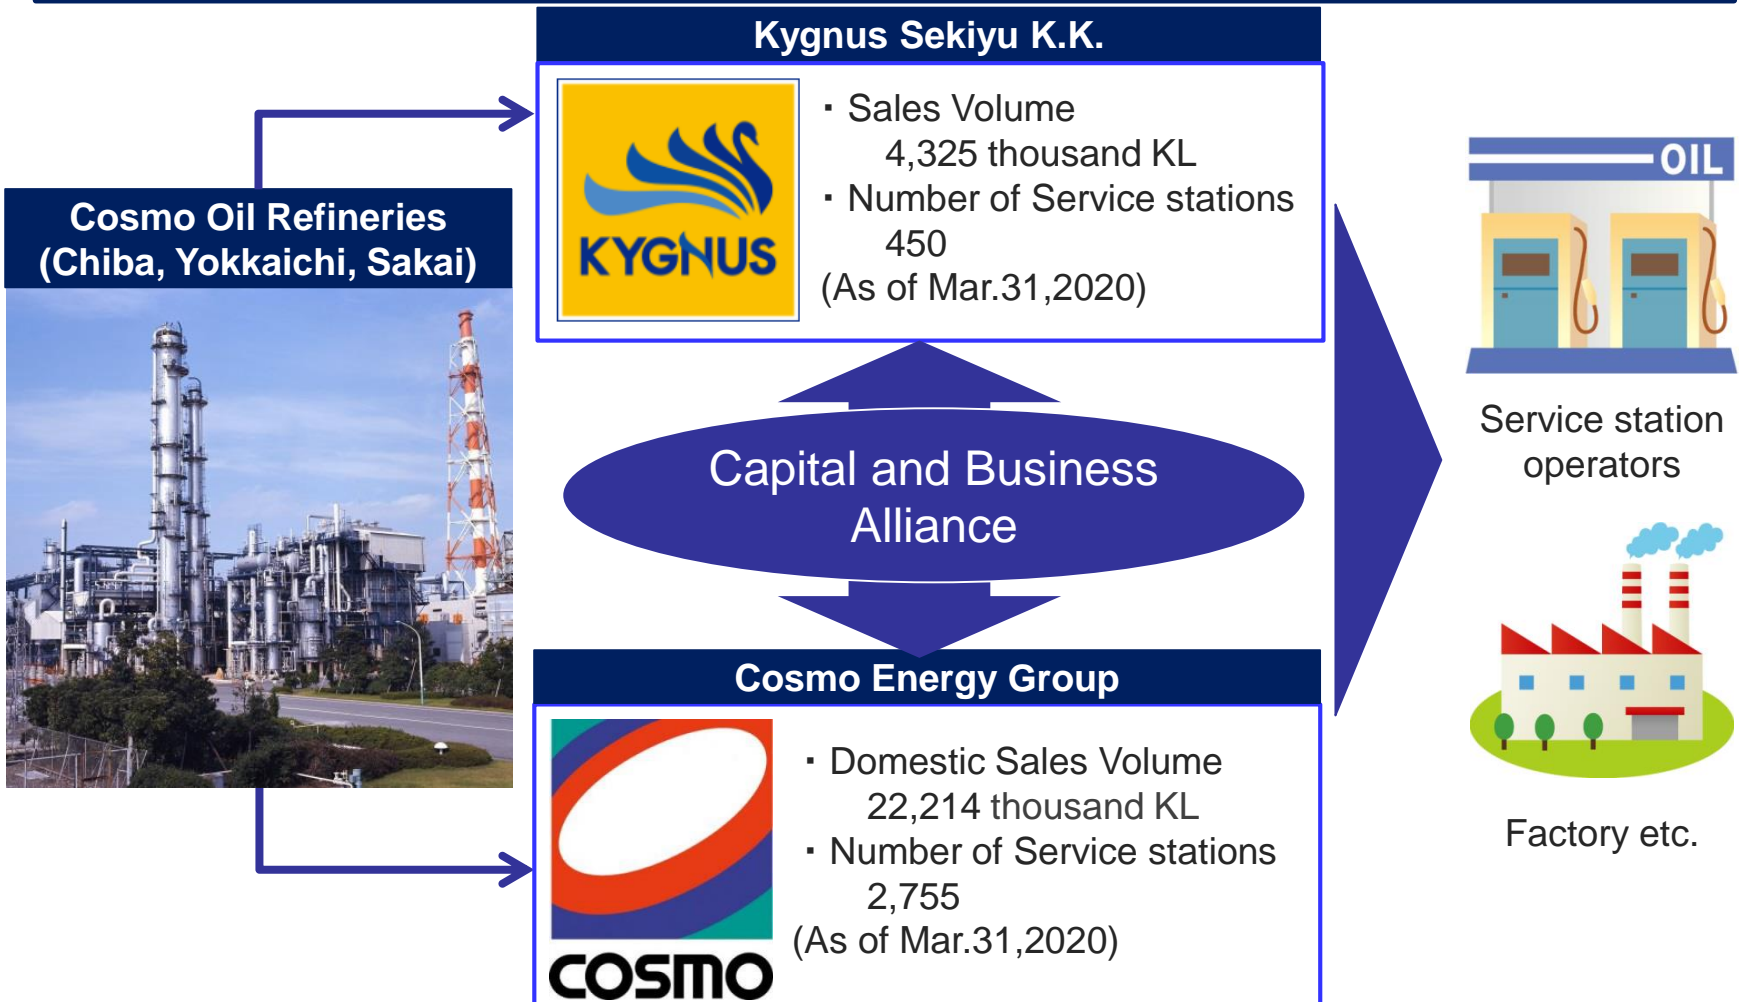 Kygnus Sekiyu K.K.
KYGNUS
・Sales Volume
4,325 thousand KL
・Number of Service stations
450
(As of Mar.31,2020)
Cosmo Oil Refineries
(Chiba, Yokkaichi, Sakai)
Capital and Business
Alliance
Cosmo Energy Group
COSMO
・Domestic Sales Volume
22,214 thousand KL
・Number of Service stations
2,755
(As of Mar.31,2020)
OIL
Service station
operators
Factory etc.